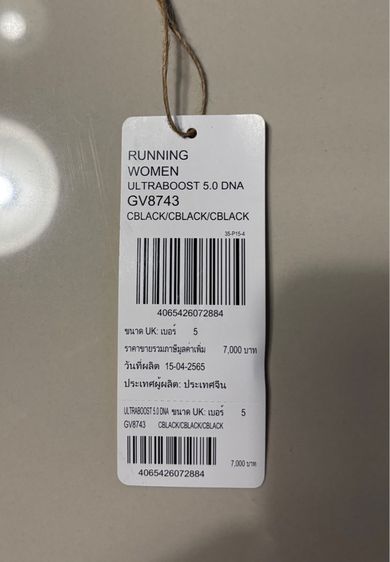 RUNNING
WOMEN
ULTRABOOST 5.0 DNA
GV8743
CBLACK/CBLACK/CBLACK
35-P15-4
4065426072884
ขนาด UK: เบอร์ 5
ราคาขายรวมภาษีมูลค่าเพิ่ม 7,000 บาท
วันที่ผลิต 15-04-2565
ประเทศผู้ผลิต: ประเทศจีน
ULTRABOOST 5.0 DNA ขนาด UK: เบอร์ 5
GV8743 CBLACK/CBLACK/CBLACK
7,000 บาท
4065426072884